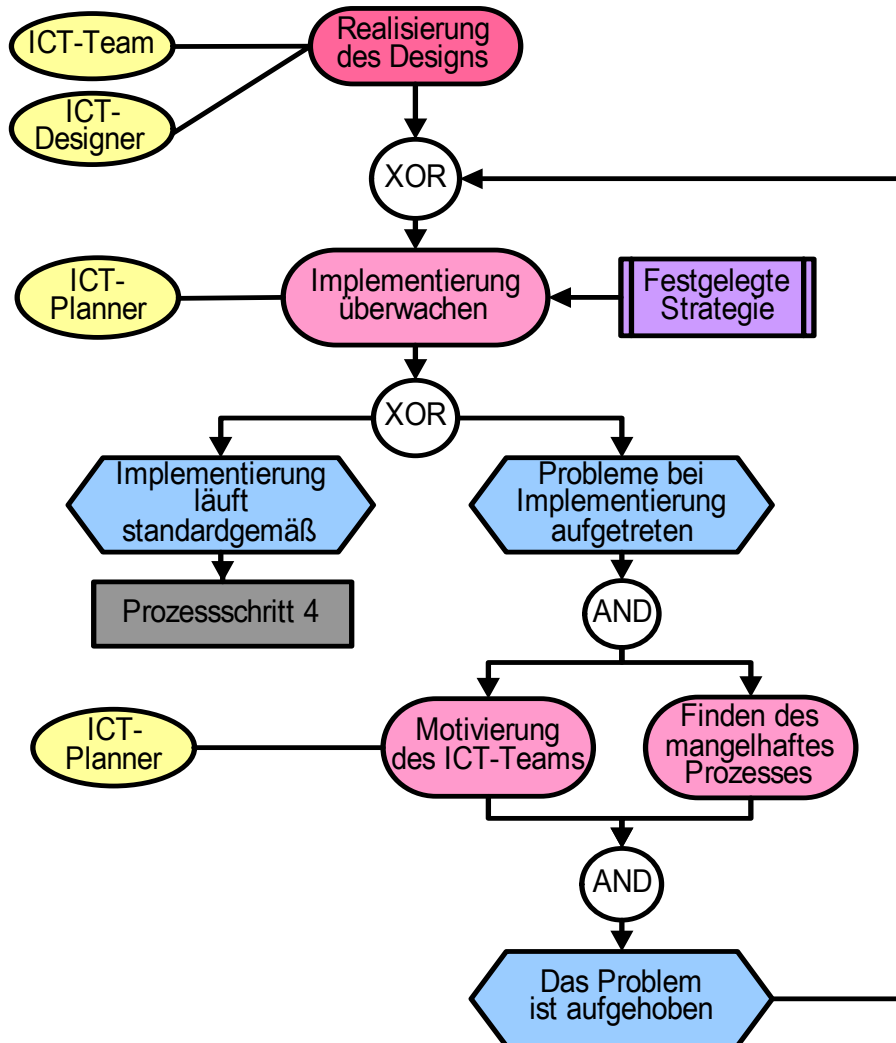 ICT-Team
Realisierung
des Designs
ICT-
Designer
XOR
ICT-
Planner
Implementierung
überwachen
Festgelegte
Strategie
XOR
Implementierung
läuft
standardgemäß
Probleme bei
Implementierung
aufgetreten
Prozessschritt 4
AND
ICT-
Planner
Motivierung
des ICT-Teams
Finden des
mangelhaftes
Prozesses
AND
Das Problem
ist aufgehoben